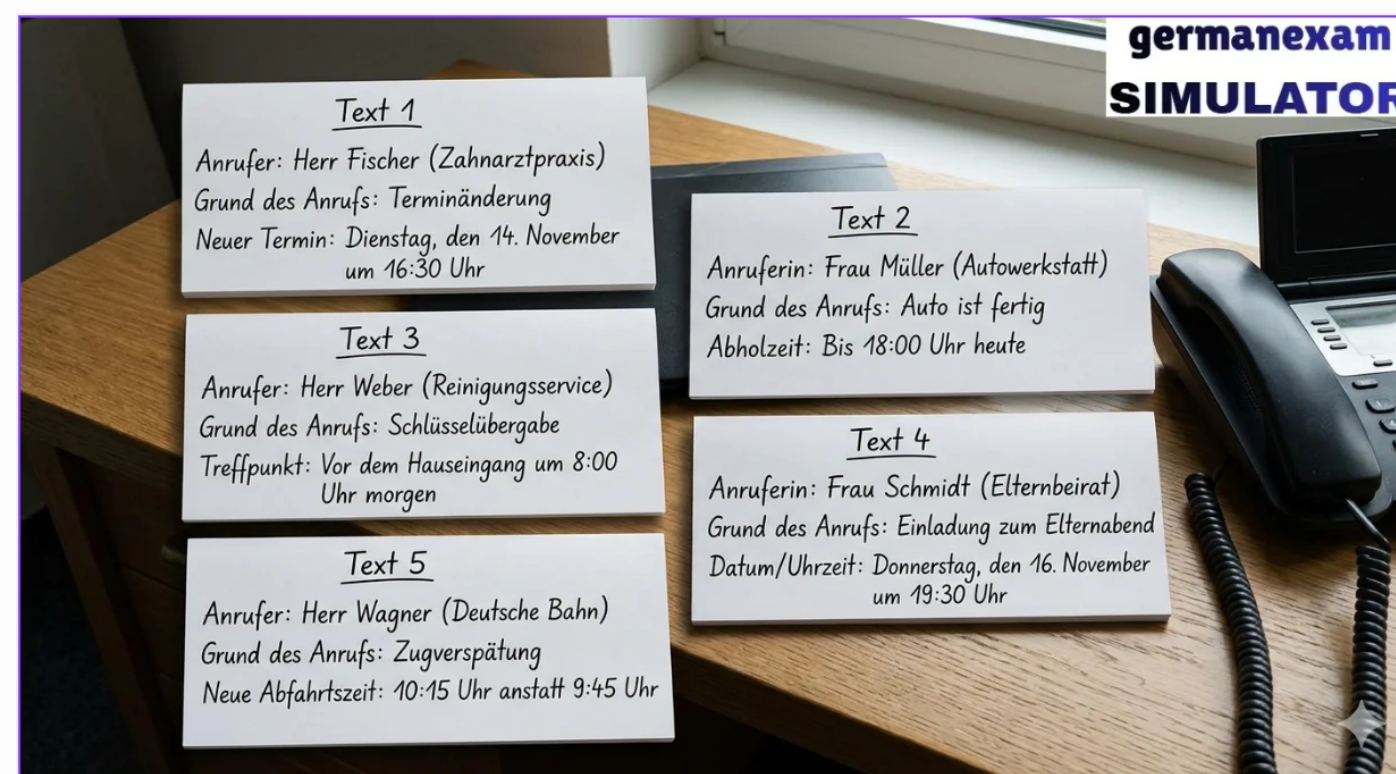 germanexam
SIMULATOR
Text 1
Anrufer: Herr Fischer (Zahnarztpraxis)
Grund des Anrufs: Terminänderung
Neuer Termin: Dienstag, den 14. November
um 16:30 Uhr
Text 2
Anruferin: Frau Müller (Autowerkstatt)
Grund des Anrufs: Auto ist fertig
Abholzeit: Bis 18:00 Uhr heute
Text 3
Anrufer: Herr Weber (Reinigungsservice)
Grund des Anrufs: Schlüsselübergabe
Treffpunkt: Vor dem Hauseingang um 8:00
Uhr morgen
Text 4
Anruferin: Frau Schmidt (Elternbeirat)
Grund des Anrufs: Einladung zum Elternabend
Datum/Uhrzeit: Donnerstag, den 16. November
um 19:30 Uhr
Text 5
Anrufer: Herr Wagner (Deutsche Bahn)
Grund des Anrufs: Zugverspätung
Neue Abfahrtszeit: 10:15 Uhr anstatt 9:45 Uhr